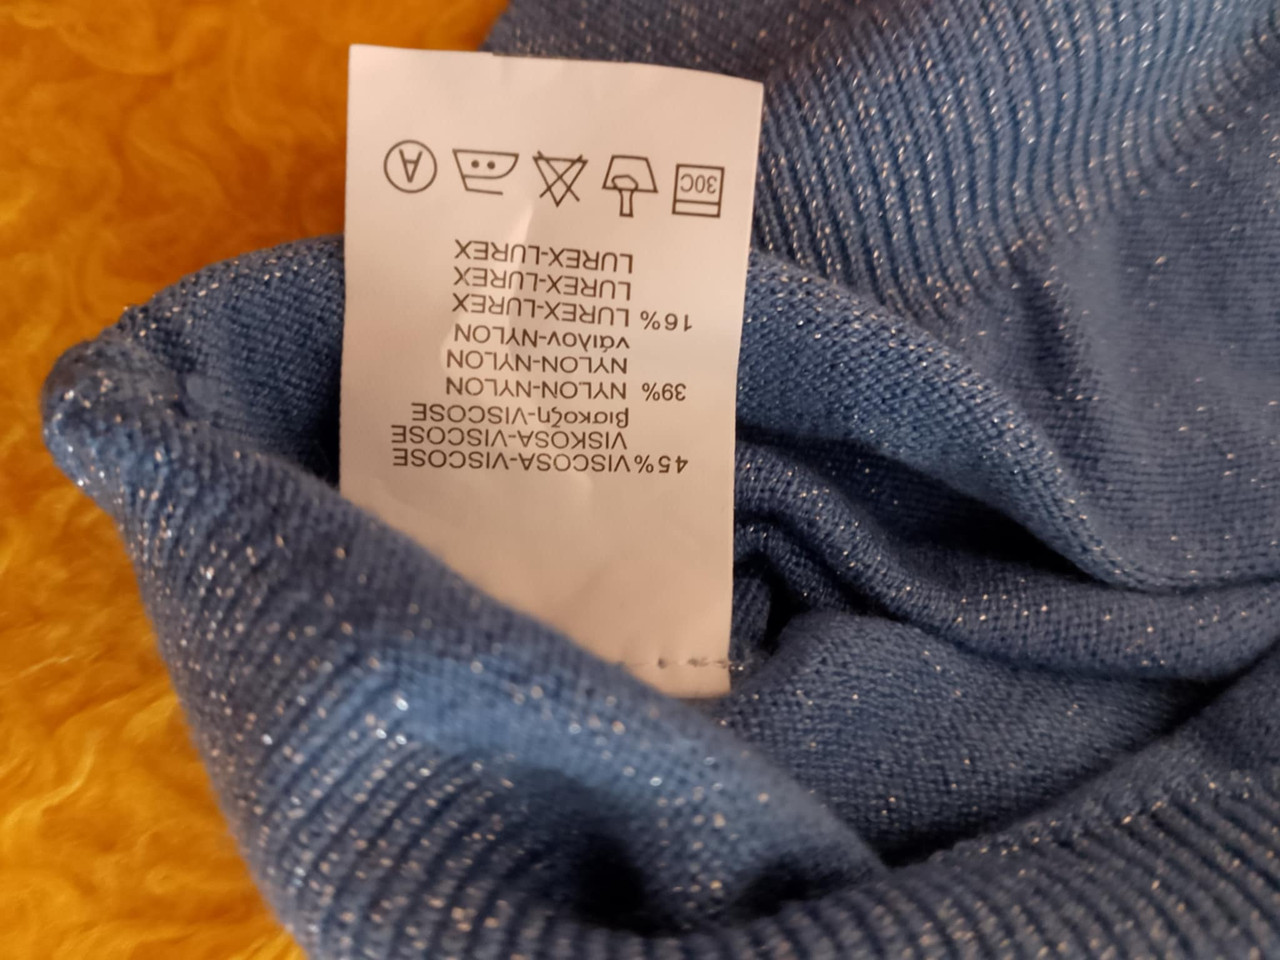 45% VISCOSA-VISCOSE
VISKOSA-VISCOSE
βισκοζη-VISCOSE
39% NYLON-NYLON
NYLON-NYLON
νάιλον-NYLON
16% LUREX-LUREX
LUREX-LUREX
LUREX-LUREX
30C A